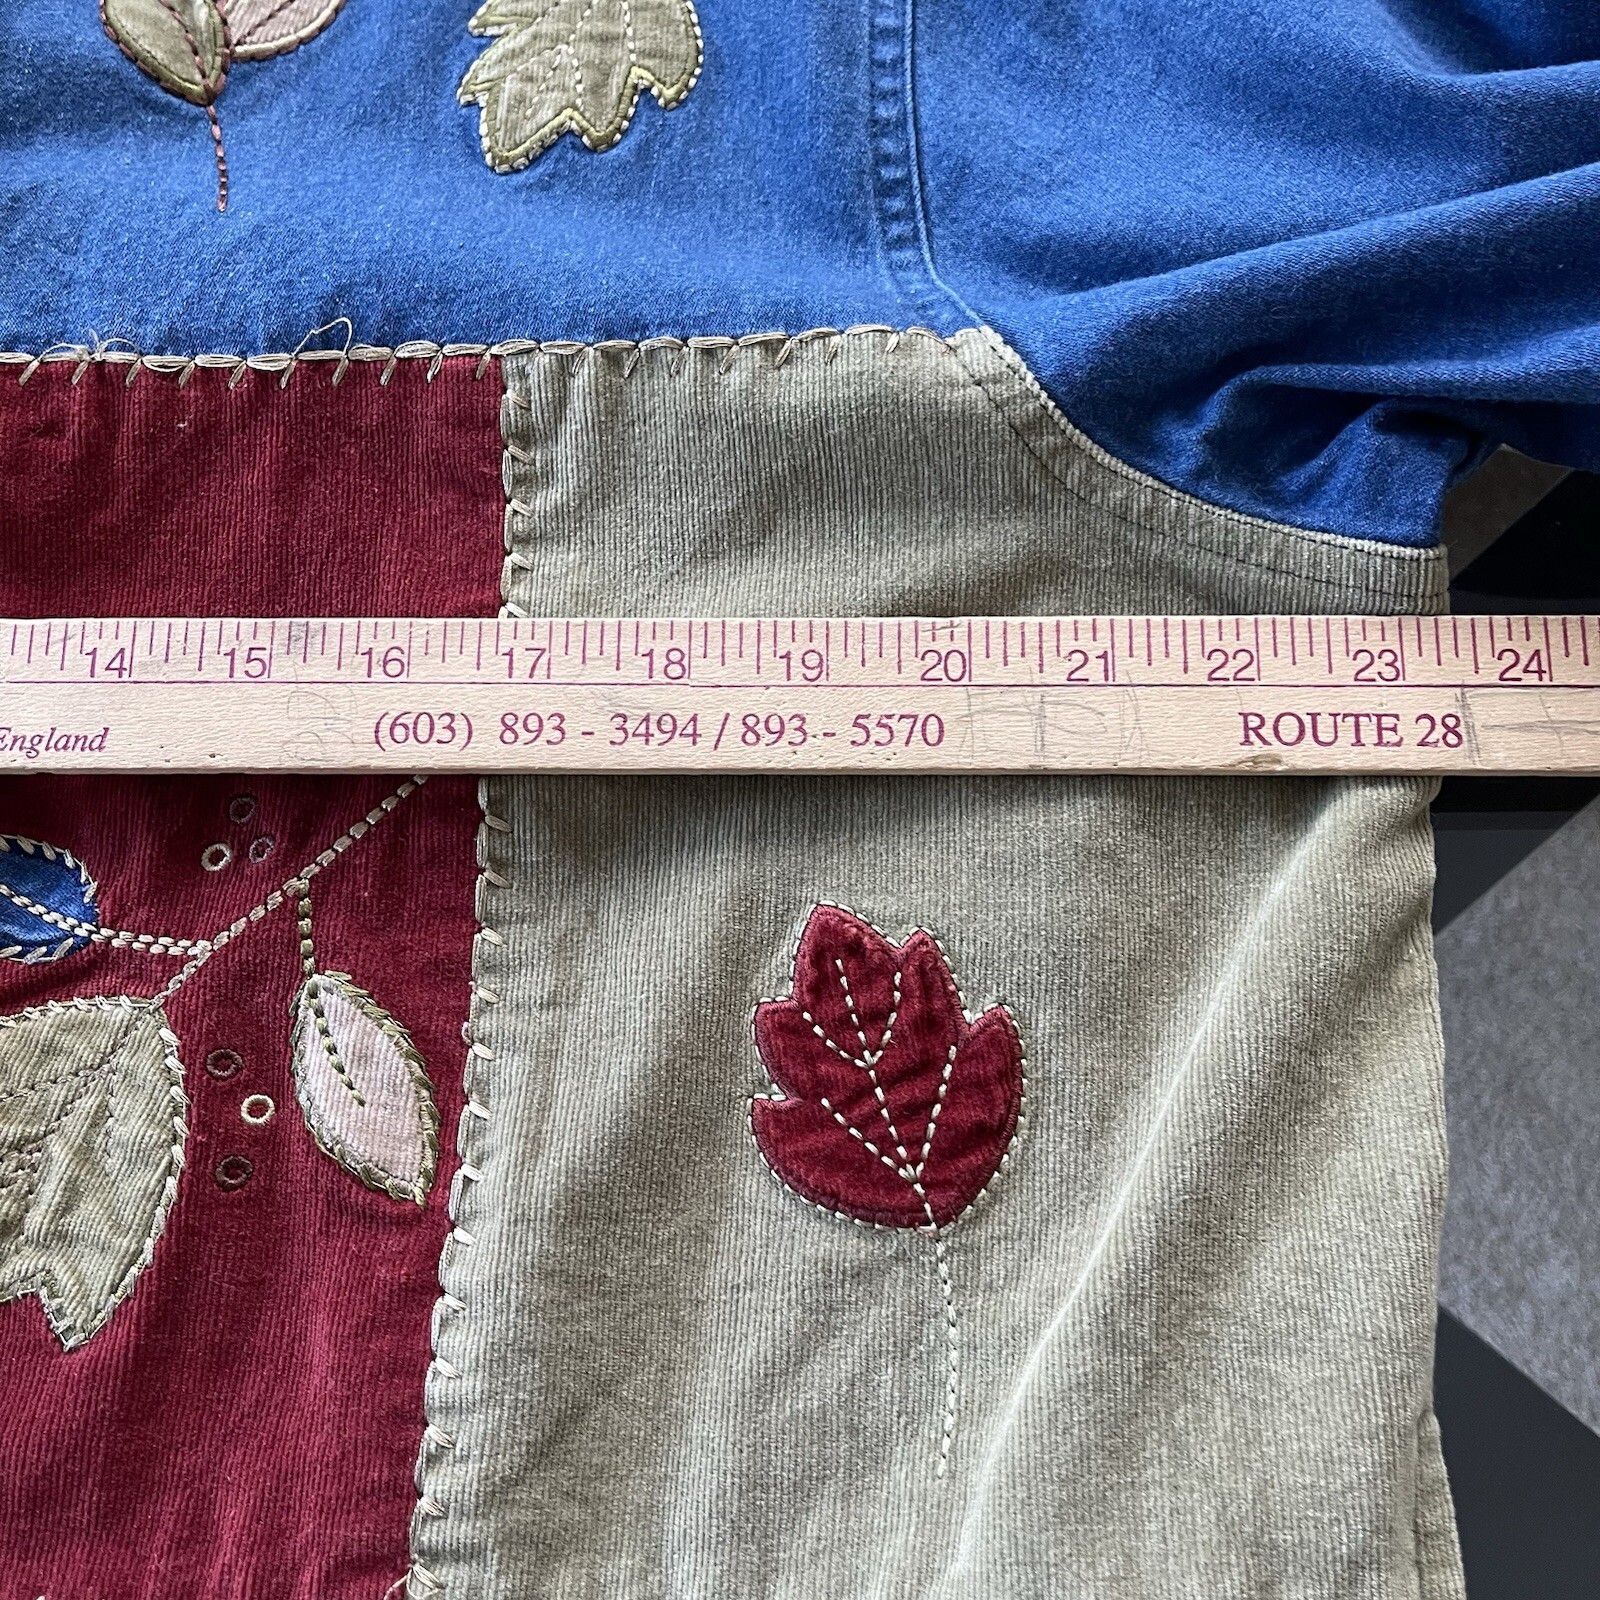 14 15 16 17 18 19 20 21 22 23 24
England (603) 893 - 3494 / 893 - 5570 ROUTE 28